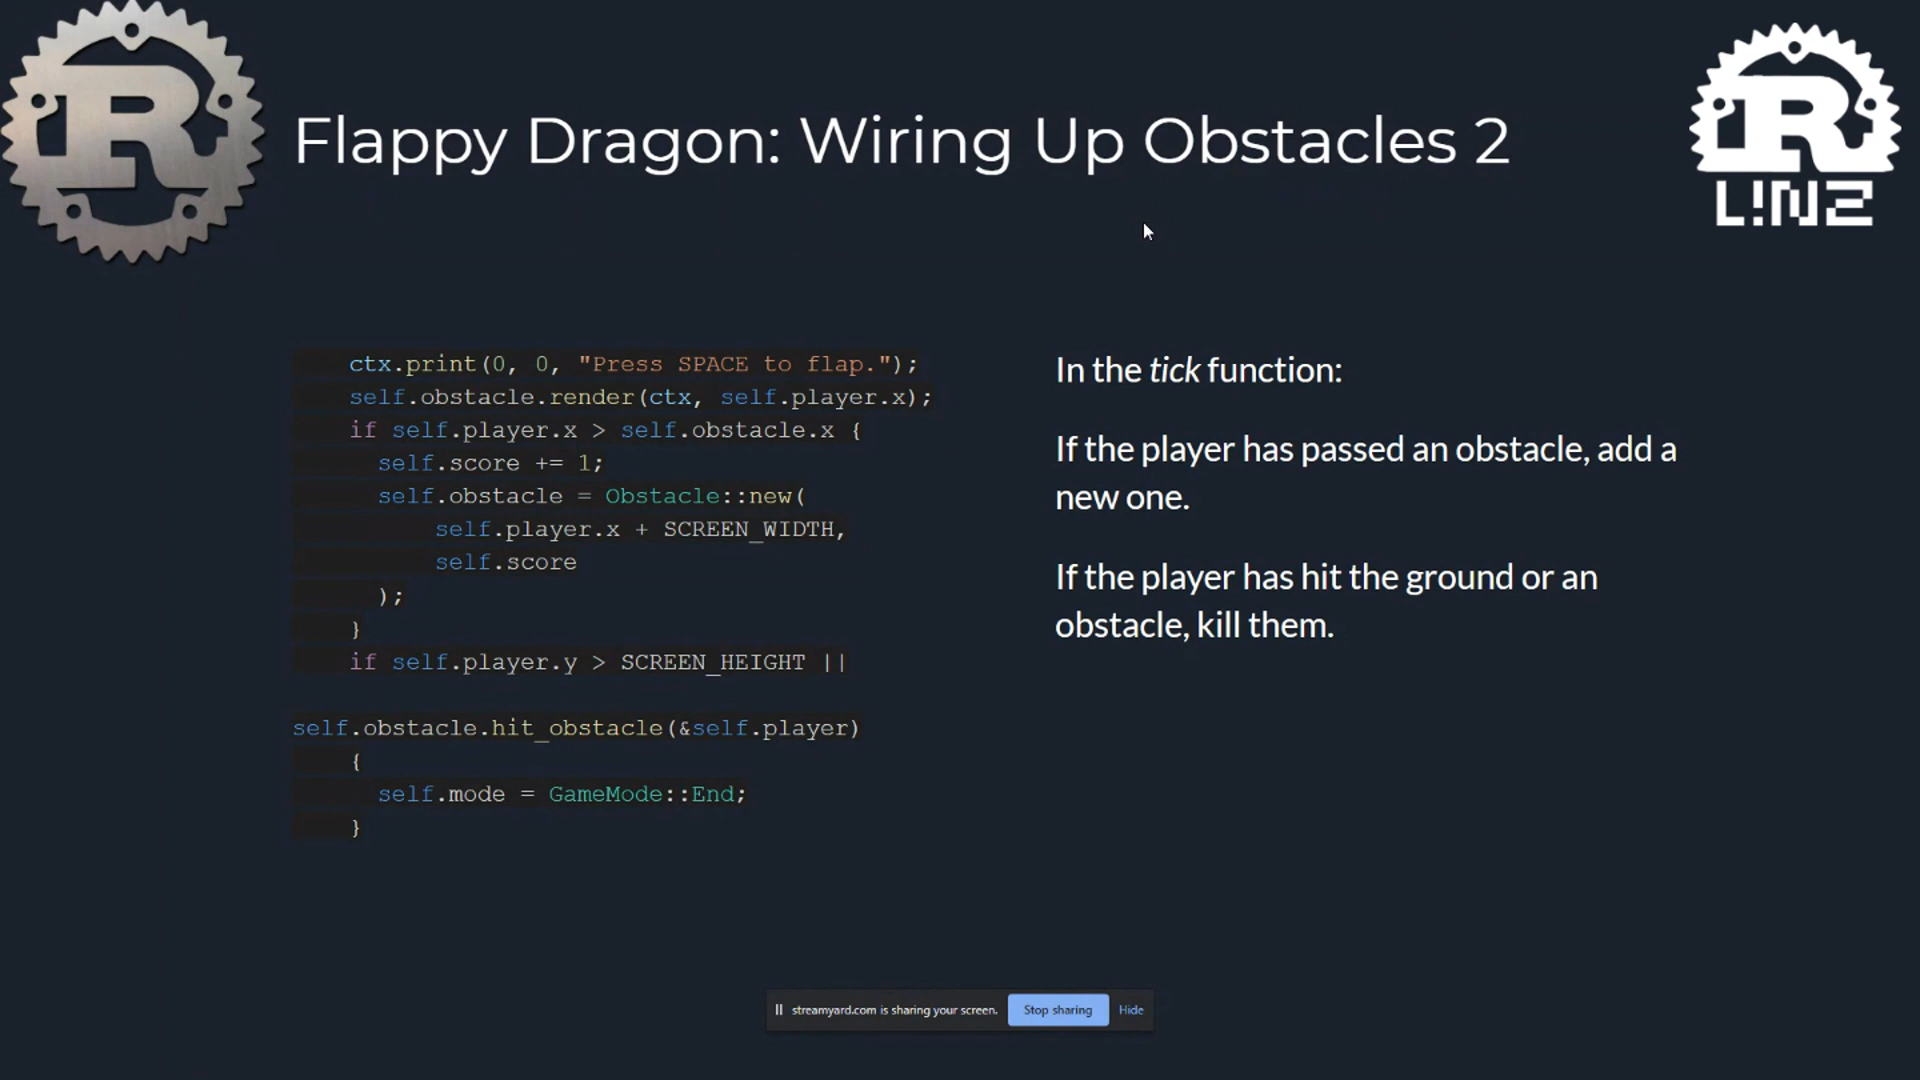 R
R
L!NZ
Flappy Dragon: Wiring Up Obstacles 2
ctx.print(0, 0, "Press SPACE to flap.");
self.obstacle.render(ctx, self.player.x);
if self.player.x > self.obstacle.x {
self.score += 1;
self.obstacle = Obstacle::new(
self.player.x + SCREEN_WIDTH,
self.score
);
}
if self.player.y > SCREEN_HEIGHT ||
self.obstacle.hit_obstacle(&self.player)
{
self.mode = GameMode::End;
}
In the tick function:
If the player has passed an obstacle, add a
new one.
If the player has hit the ground or an
obstacle, kill them.
streamyard.com is sharing your screen.
Stop sharing
Hide